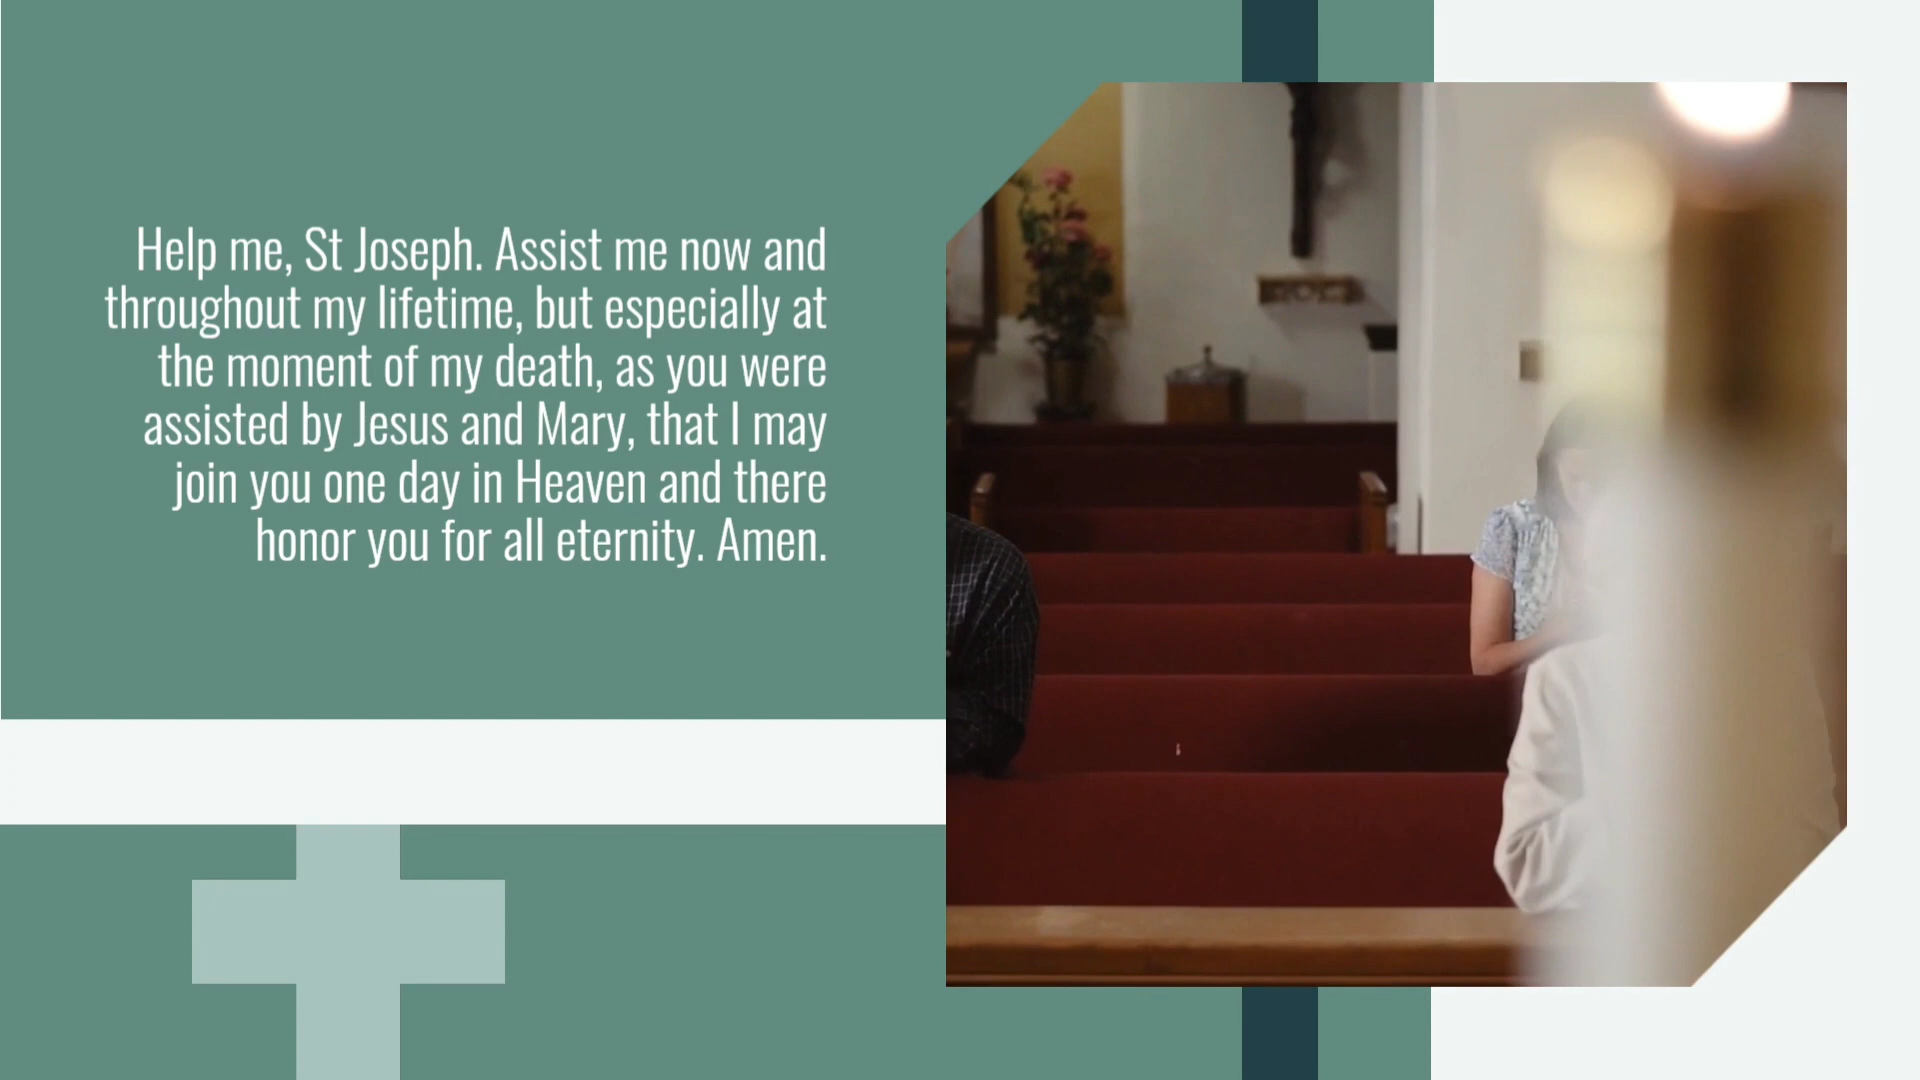 Help me, St Joseph. Assist me now and
throughout my lifetime, but especially at
the moment of my death, as you were
assisted by Jesus and Mary, that I may
join you one day in Heaven and there
honor you for all eternity. Amen.